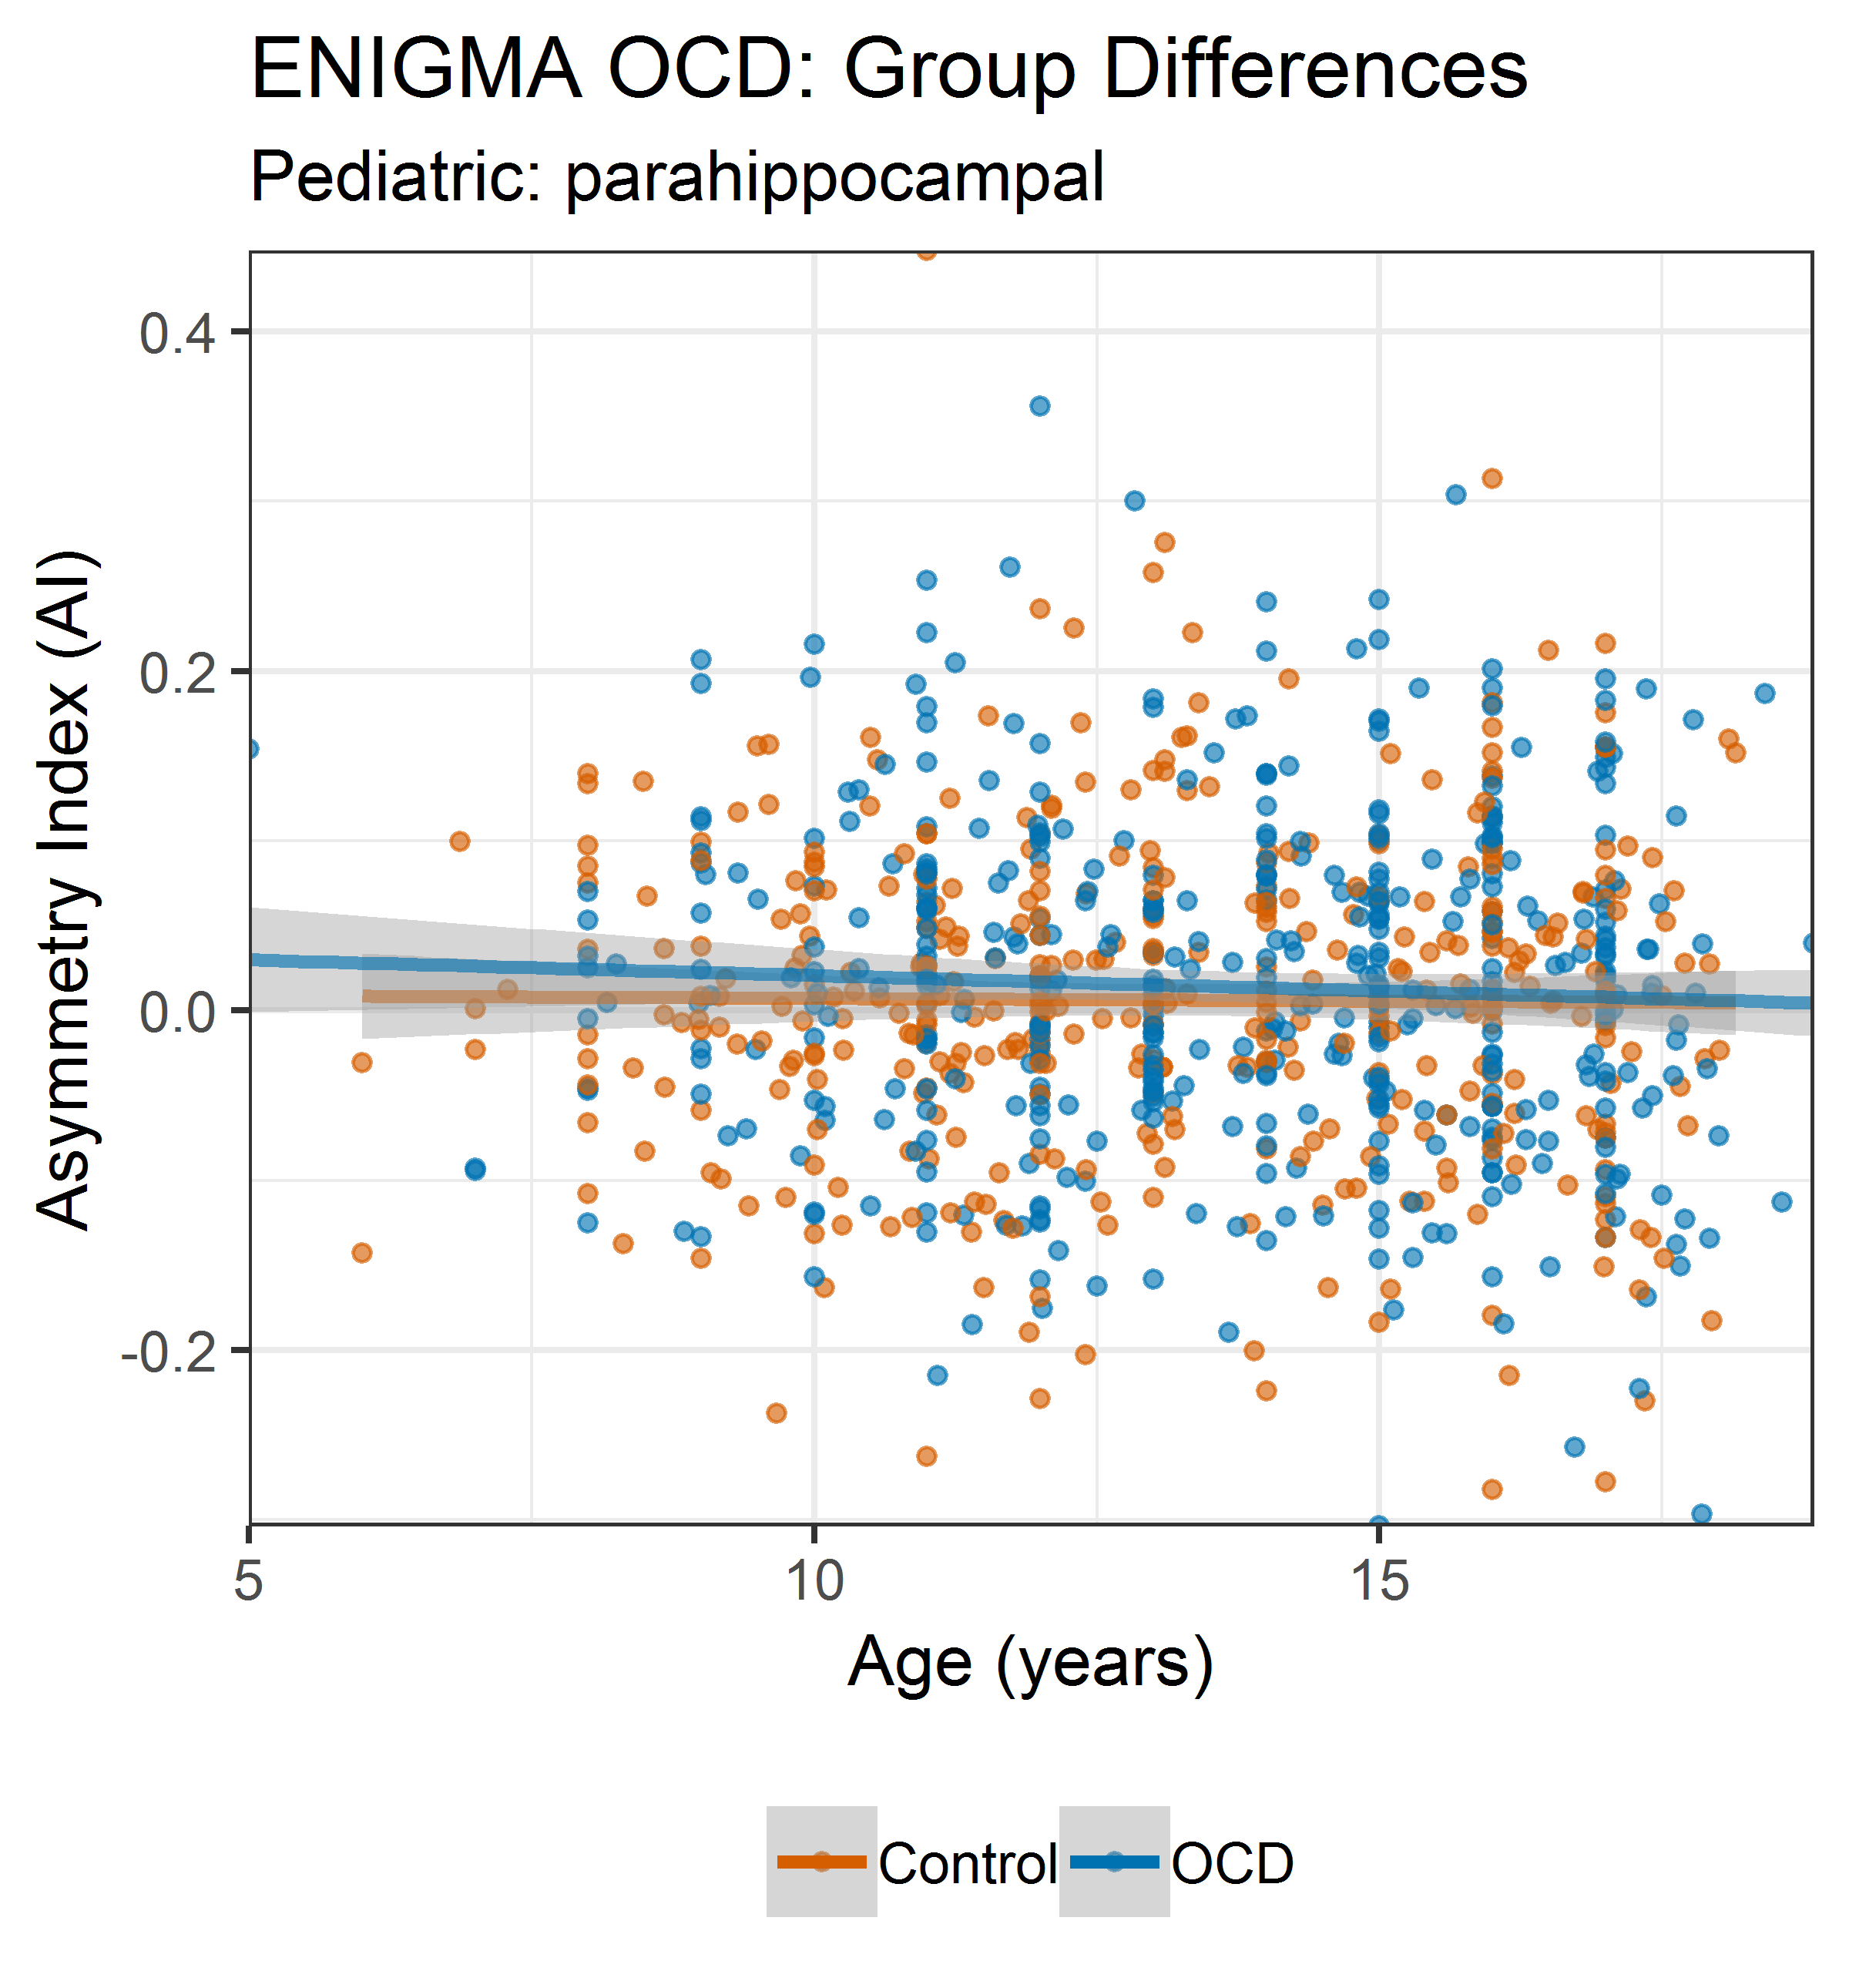 ENIGMA OCD: Group Differences
Pediatric: parahippocampal
Asymmetry Index (AI)
0.4
0.2
0.0
-0.2
5 10 15
Age (years)
Control OCD